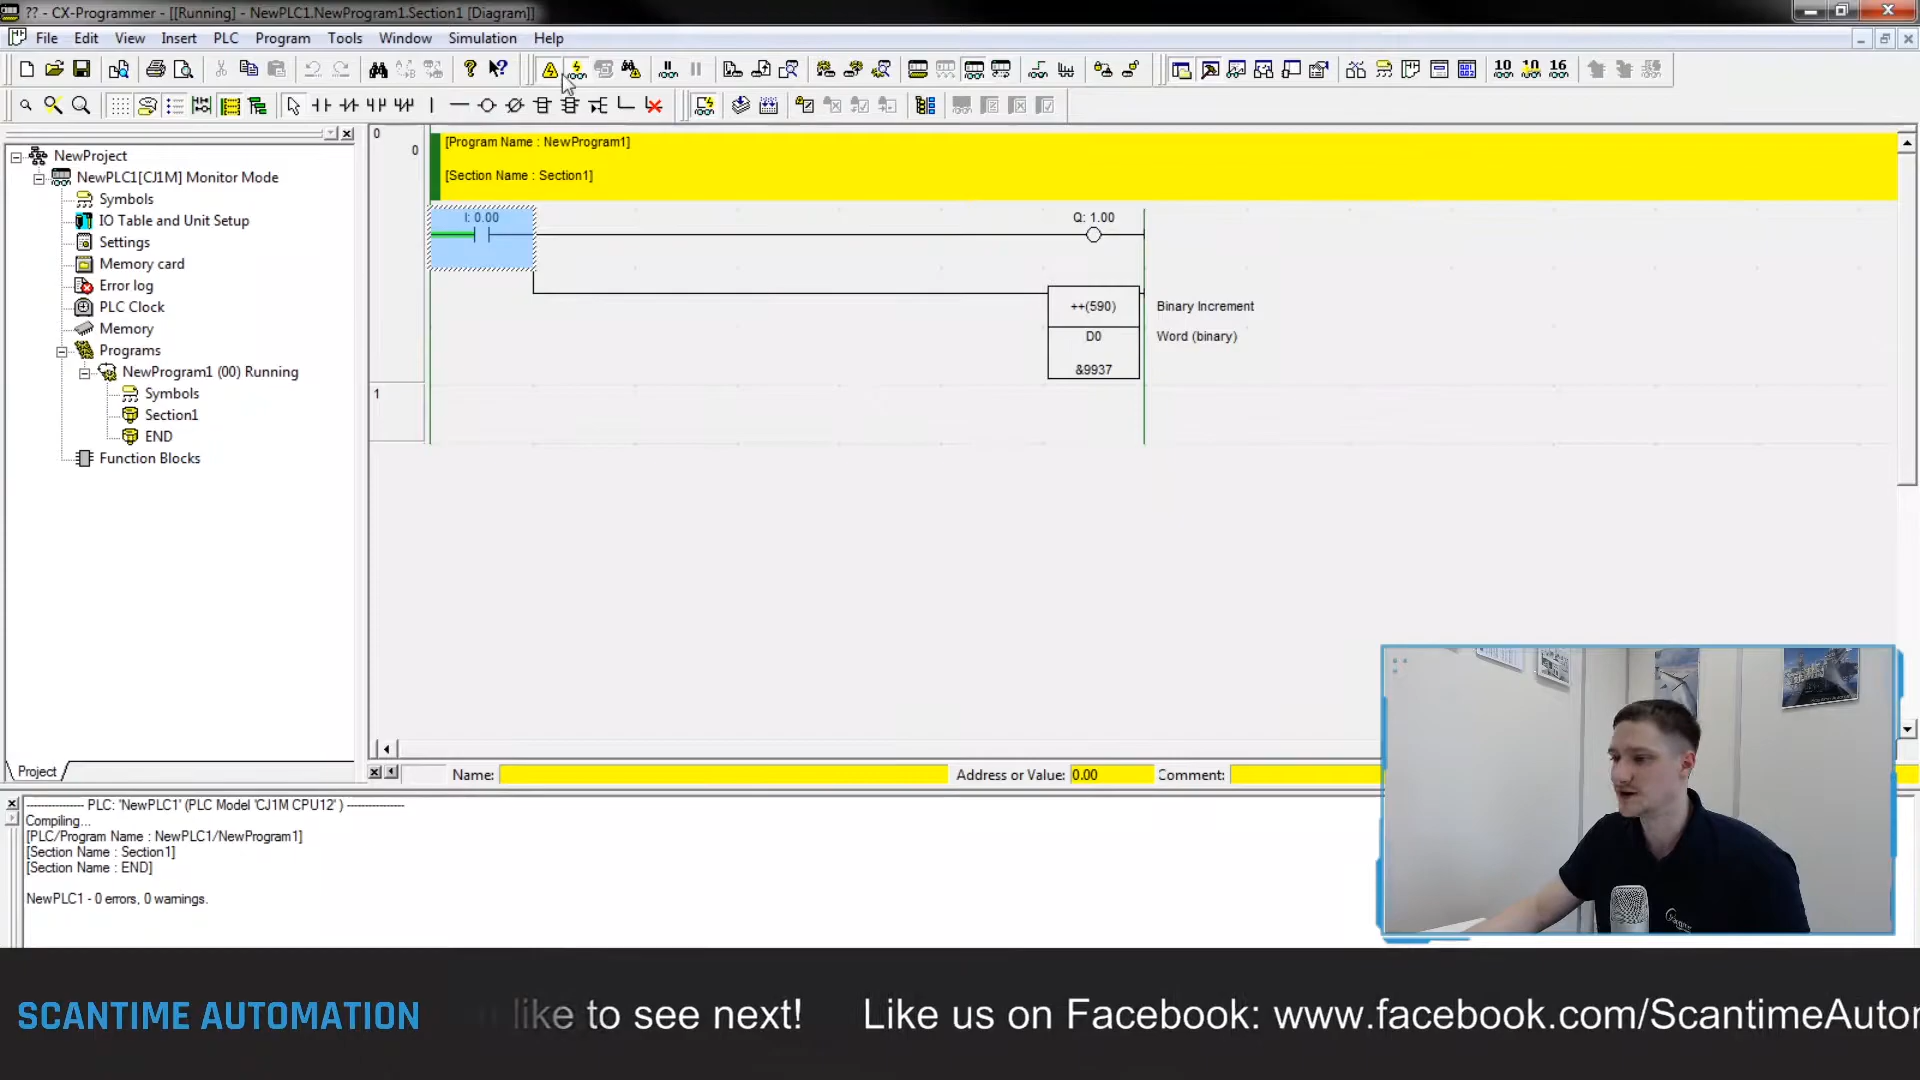 ?? - CX-Programmer - [[Running] - NewPLC1.NewProgram1.Section1 [Diagram]]
File Edit View Insert PLC Program Tools Window Simulation Help
10 10 16
NewProject
NewPLC1[CJ1M] Monitor Mode
Symbols
IO Table and Unit Setup
Settings
Memory card
Error log
PLC Clock
Memory
Programs
NewProgram1 (00) Running
Symbols
Section1
END
Function Blocks
Project
0
0
[Program Name : NewProgram1]
[Section Name : Section1]
I: 0.00
Q: 1.00
++(590)
Binary Increment
D0
Word (binary)
&9937
1
Name:
Address or Value: 0.00
Comment:
--------------- PLC: 'NewPLC1' (PLC Model 'CJ1M CPU12' ) ---------------
Compiling...
[PLC/Program Name : NewPLC1/NewProgram1]
[Section Name : Section1]
[Section Name : END]
NewPLC1 - 0 errors, 0 warnings.
SCANTIME AUTOMATION
like to see next! Like us on Facebook: www.facebook.com/ScantimeAutor